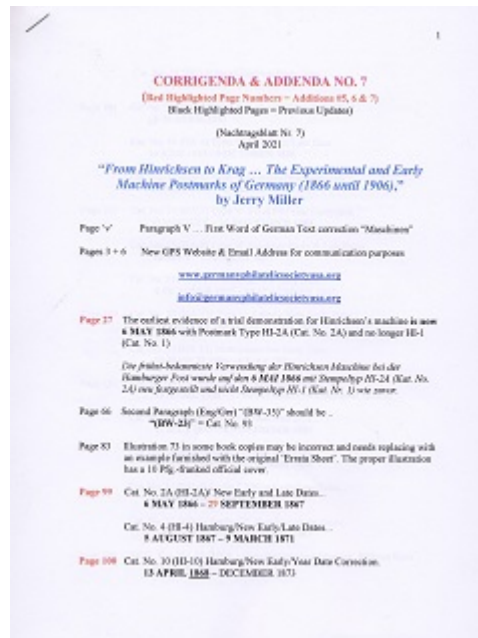 1
CORRIGENDA & ADDENDA NO. 7
(Red Highlighted Page Numbers = Additions #5, 6 & 7)
Black Highlighted Pages = Previous Updates)
(Nachtragsblatt Nr. 7)
April 2021
"From Hinrichsen to Krag ... The Experimental and Early
Machine Postmarks of Germany (1866 until 1906),"
by Jerry Miller
Page 'v' Paragraph V ... First Word of German Text correction "Maschinen"
Pages 3 + 6 New GPS Website & Email Address for communication purposes
www.germanyphilatelicsocietyusa.org
info@germanyphilatelicsocietyusa.org
Page 27 The earliest evidence of a trial demonstration for Hinrichsen's machine is now
6 MAY 1866 with Postmark Type HI-2A (Cat. No. 2A) and no longer HI-1
(Cat. No. 1)
Die frühst-bekannteste Verwendung der Hinrichsen Maschine bei der
Hamburger Post wurde auf den 6 MAI 1866 mit Stempeltyp HI-2A (Kat. No.
2A) neu festgestellt und nicht Stempeltyp HI-1 (Kat. Nr. 1) wie zuvor.
Page 66 Second Paragraph (Eng/Ger) "(BW-35)" should be ..
"(BW-23)" = Cat. No. 93
Page 83 Illustration 73 in some book copies may be incorrect and needs replacing with
an example furnished with the original 'Errata Sheet'. The proper illustration
has a 10 Pfg.-franked official cover.
Page 99 Cat. No. 2A (HI-2A)/ New Early and Late Dates...
6 MAY 1866 – 29 SEPTEMBER 1867
Cat. No. 4 (HI-4) Hamburg/New Early/Late Dates...
5 AUGUST 1867 – 9 MARCH 1871
Page 100 Cat. No. 10 (HI-10) Hamburg/New Early/Year Date Correction.
13 APRIL 1868 – DECEMBER 1873